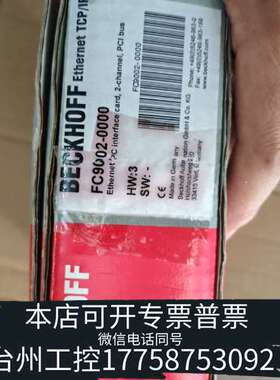 BECKHOFF
Ethernet TCP/IP
FC9002-0000
Ethernet PC interface card, 2-channel, PCI bus
HW:3
SW: -
CE
Made in Germany
FC9002-0000
BECKHOFF
本店可开专票普票
微信电话同号
台州工控17758753092